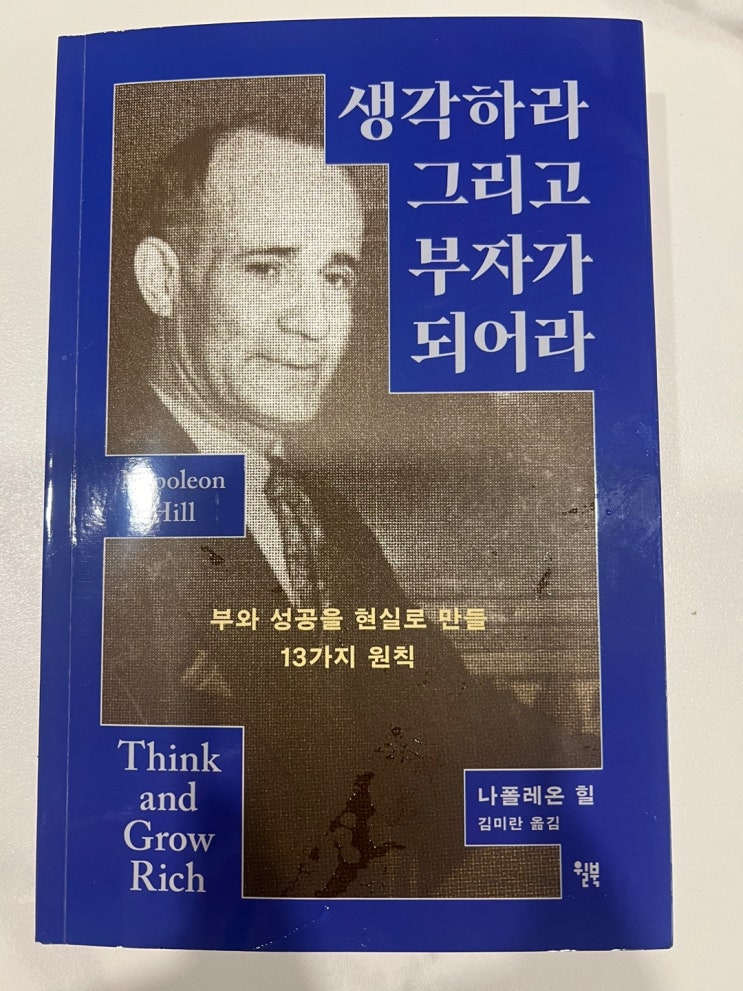 생각하라
그리고
부자가
되어라
Napoleon
Hill
부와 성공을 현실로 만들
13가지 원칙
Think
and
Grow
Rich
나폴레온 힐
김미란 옮김
윌북